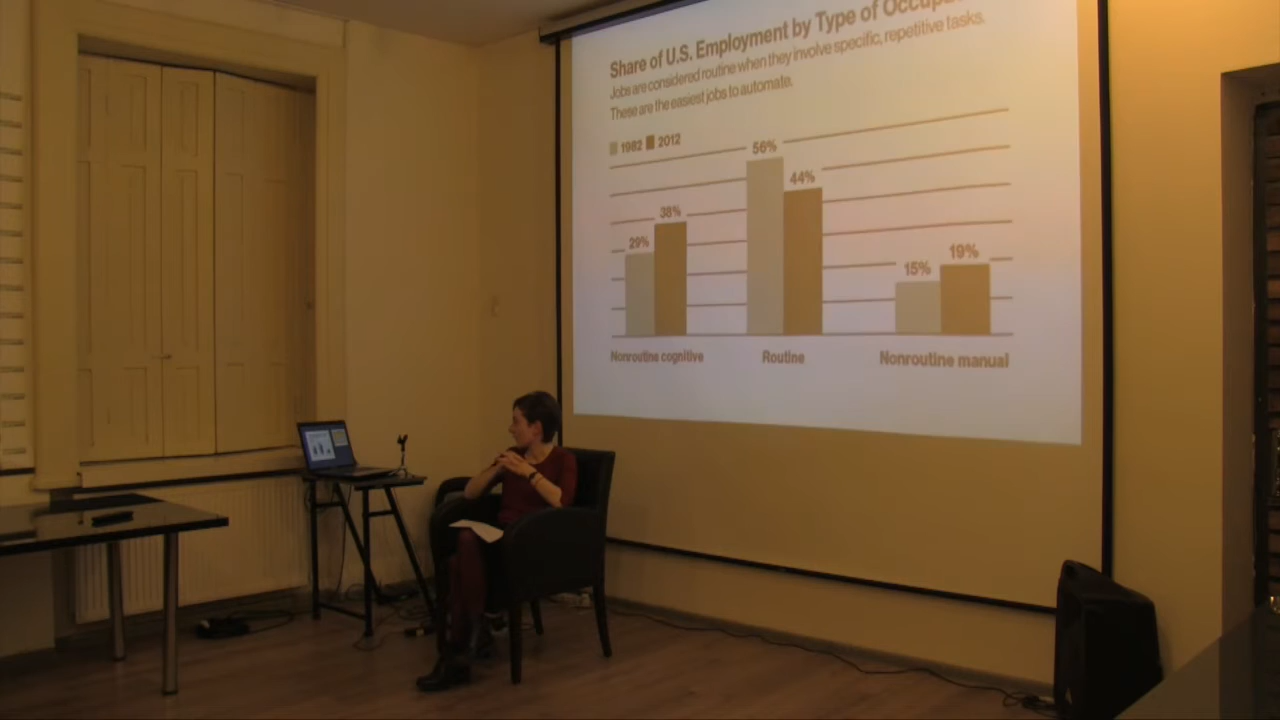 Share of U.S. Employment by Type of
Jobs are considered routine when they involve specific, repetitive tasks.
These are the easiest jobs to automate.
1982 2012
56%
44%
38%
29%
19%
15%
Nonroutine cognitive Routine Nonroutine manual